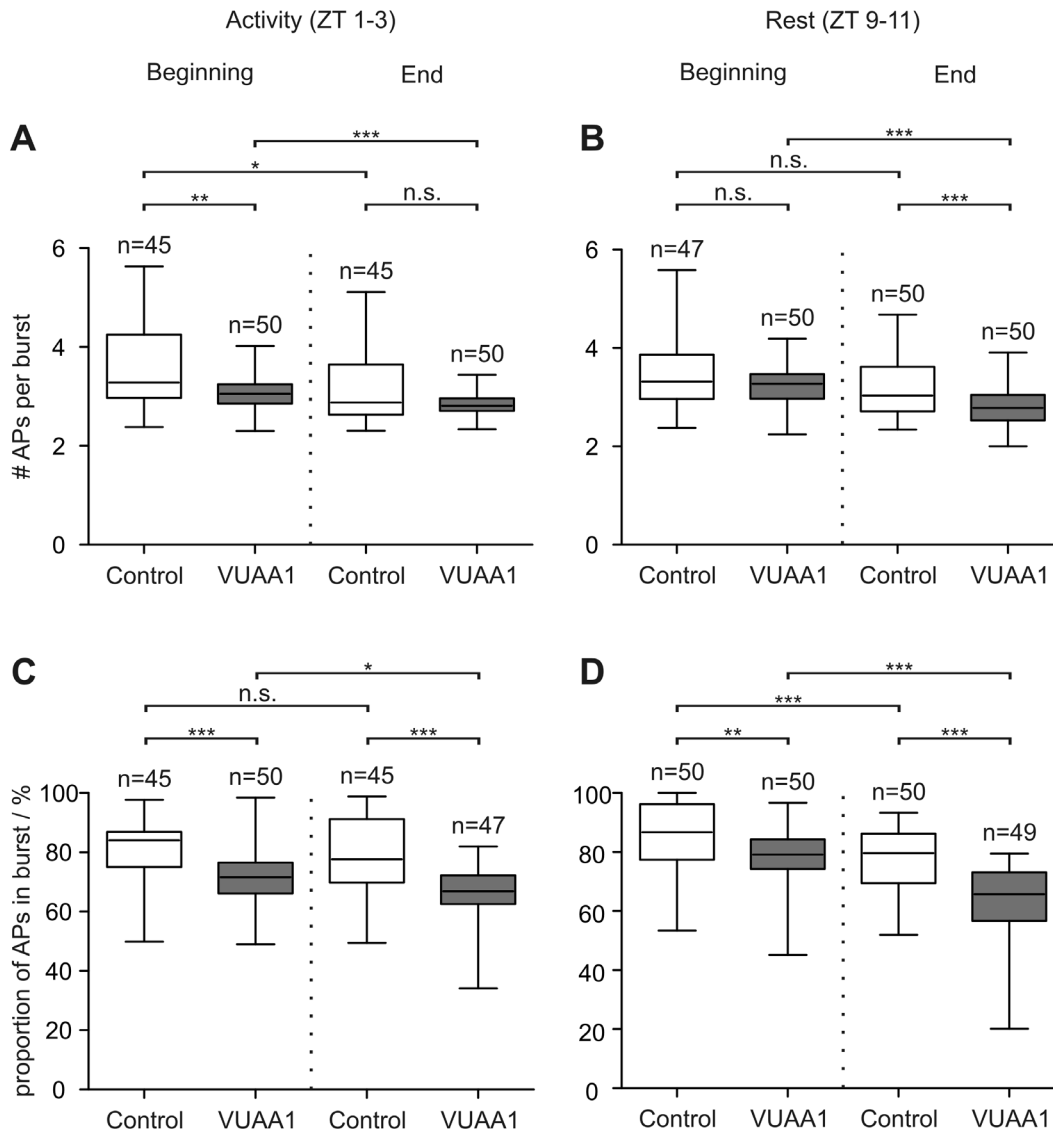 Activity (ZT 1-3)
Rest (ZT 9-11)
Beginning
End
Beginning
End
A
***
*
**
n.s.
n=45
n=50
n=45
n=50
# APs per burst
6
4
2
0
Control
VUAA1
Control
VUAA1
B
***
n.s.
n.s.
***
n=47
n=50
n=50
n=50
6
4
2
0
Control
VUAA1
Control
VUAA1
C
*
n.s.
***
***
n=45
n=50
n=45
n=47
proportion of APs in burst / %
100
80
60
40
20
0
Control
VUAA1
Control
VUAA1
D
***
***
**
***
n=50
n=50
n=50
n=49
100
80
60
40
20
0
Control
VUAA1
Control
VUAA1